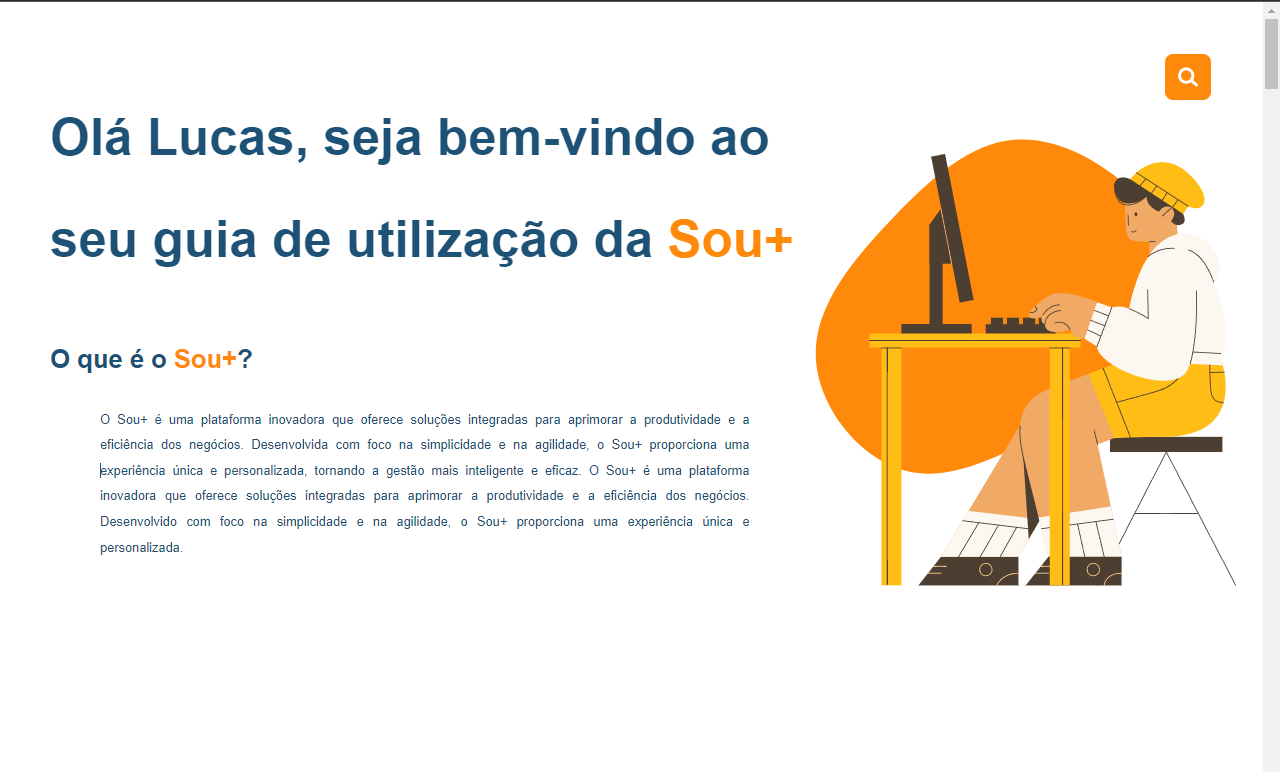 Olá Lucas, seja bem-vindo ao
seu guia de utilização da Sou+
O que é o Sou+?
O Sou+ é uma plataforma inovadora que oferece soluções integradas para aprimorar a produtividade e a
eficiência dos negócios. Desenvolvida com foco na simplicidade e na agilidade, o Sou+ proporciona uma
experiência única e personalizada, tornando a gestão mais inteligente e eficaz. O Sou+ é uma plataforma
inovadora que oferece soluções integradas para aprimorar a produtividade e a eficiência dos negócios.
Desenvolvido com foco na simplicidade e na agilidade, o Sou+ proporciona uma experiência única e
personalizada.